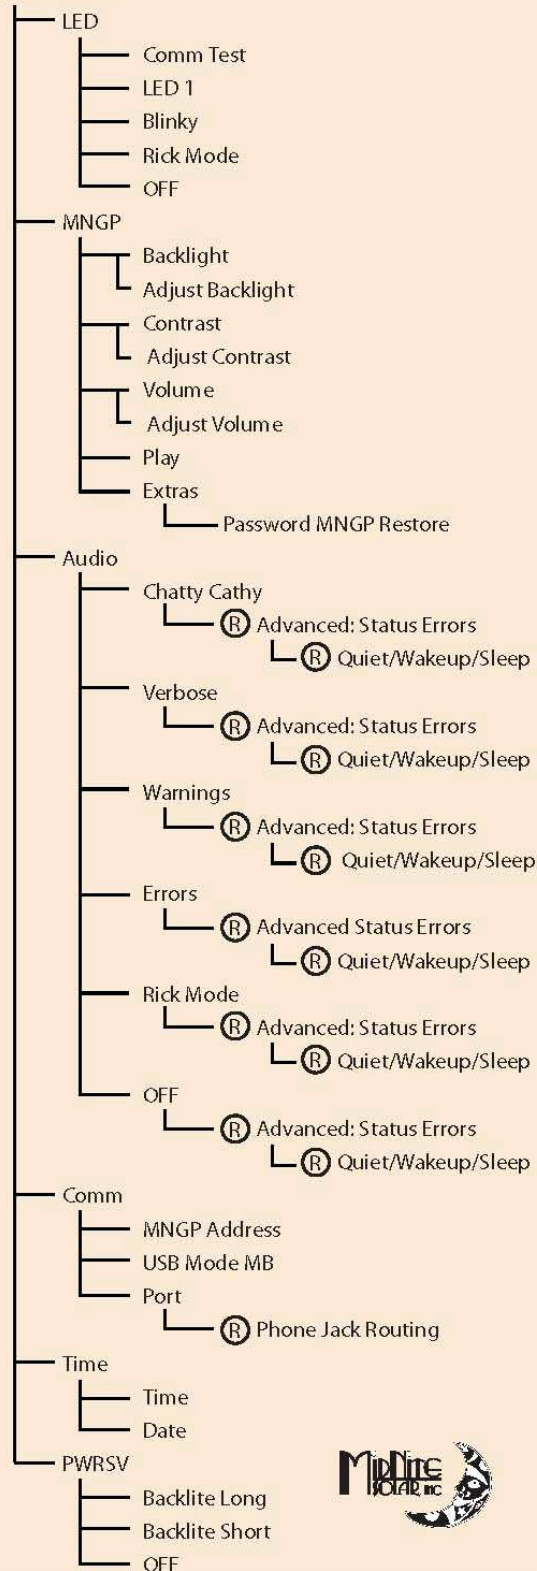 LED
Comm Test
LED 1
Blinky
Rick Mode
OFF
MNGP
Backlight
Adjust Backlight
Contrast
Adjust Contrast
Volume
Adjust Volume
Play
Extras
Password MNGP Restore
Audio
Chatty Cathy
R Advanced: Status Errors
R Quiet/Wakeup/Sleep
Verbose
R Advanced: Status Errors
R Quiet/Wakeup/Sleep
Warnings
R Advanced: Status Errors
R Quiet/Wakeup/Sleep
Errors
R Advanced Status Errors
R Quiet/Wakeup/Sleep
Rick Mode
R Advanced: Status Errors
R Quiet/Wakeup/Sleep
OFF
R Advanced: Status Errors
R Quiet/Wakeup/Sleep
Comm
MNGP Address
USB Mode MB
Port
R Phone Jack Routing
Time
Time
Date
PWRSV
Backlite Long
Backlite Short
OFF
MIDNITE
SOLAR INC